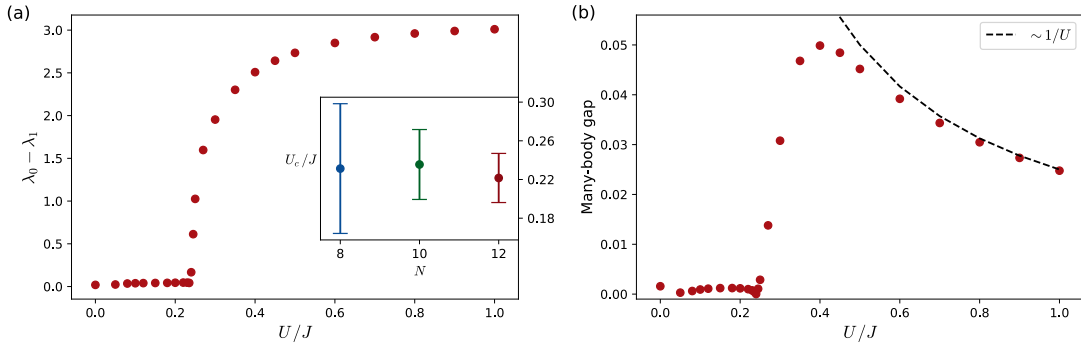 (a)
λ₀ − λ₁
3.0
2.5
2.0
1.5
1.0
0.5
0.0
0.0 0.2 0.4 0.6 0.8 1.0
U/J
U_c/J
0.30
0.26
0.22
0.18
8 10 12
N
(b)
Many-body gap
0.05
0.04
0.03
0.02
0.01
0.00
0.0 0.2 0.4 0.6 0.8 1.0
U/J
~ 1/U